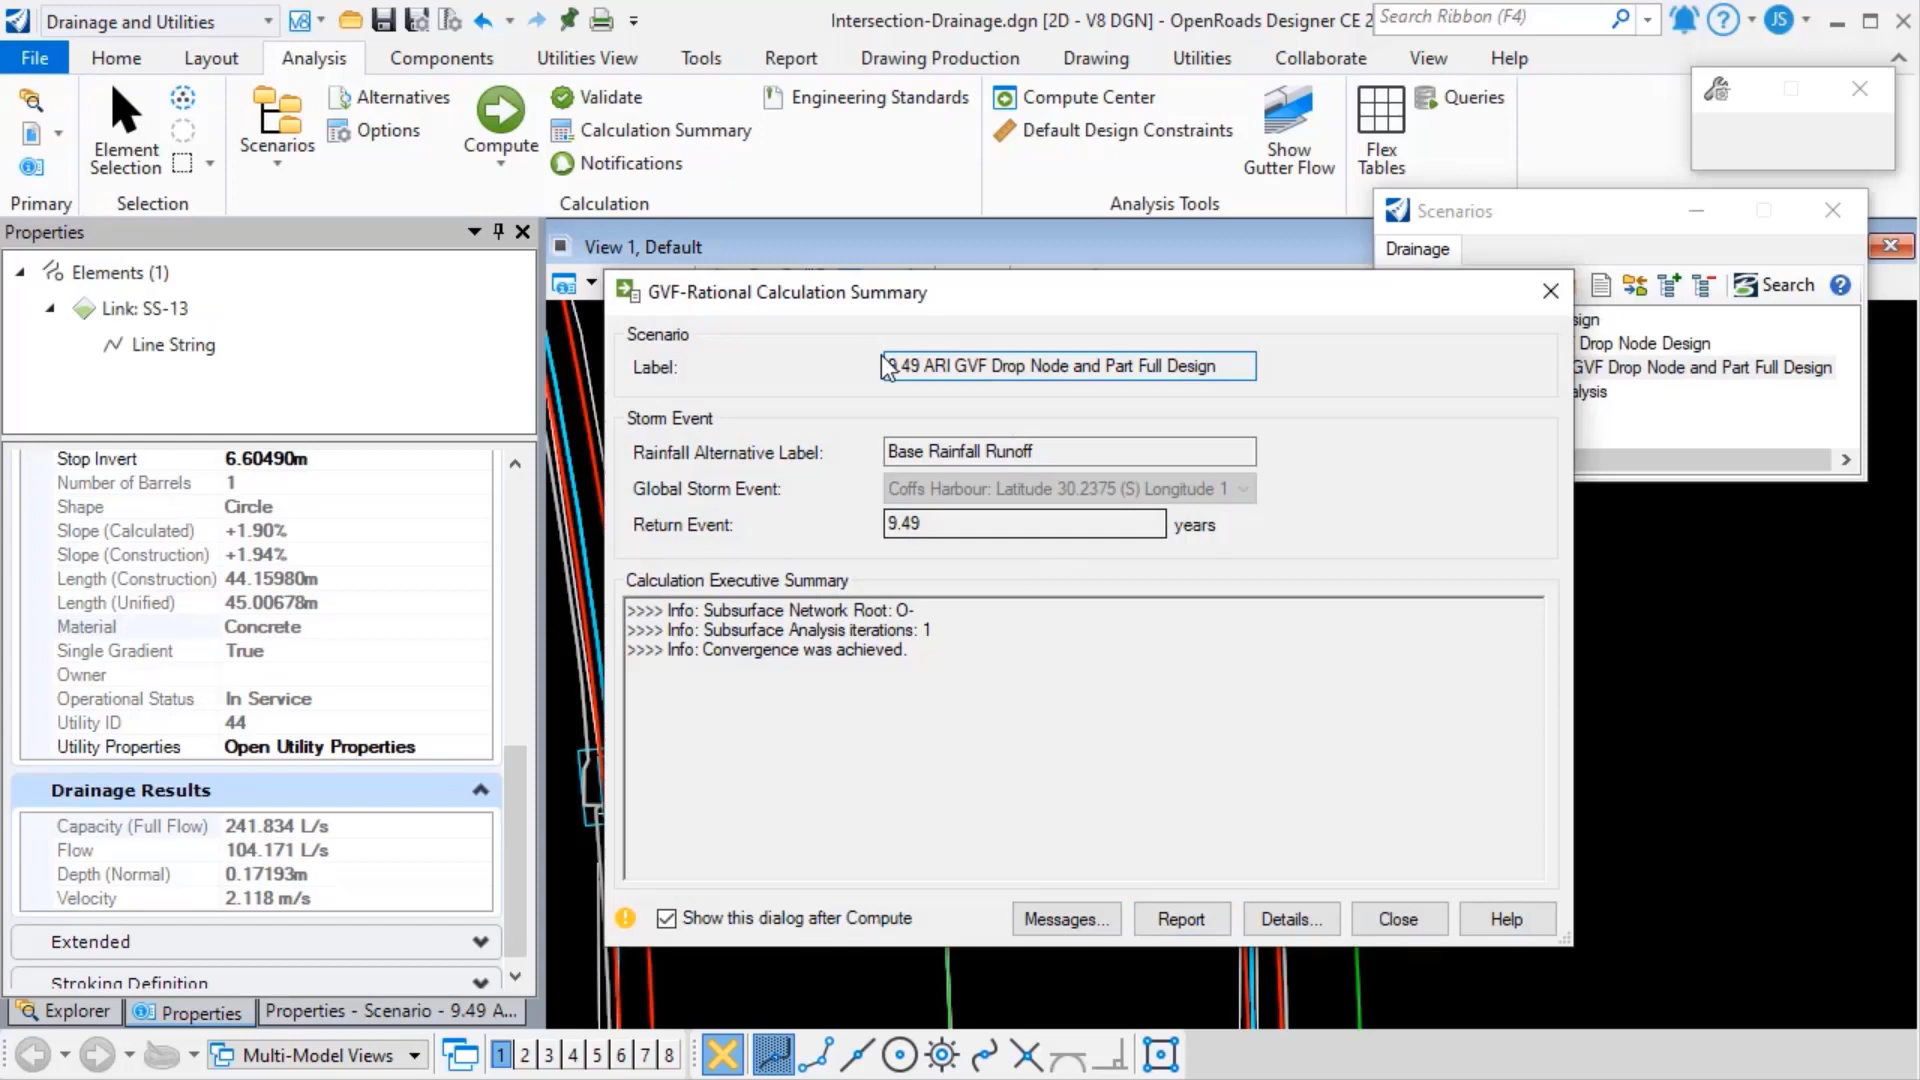 Drainage and Utilities
Intersection-Drainage.dgn [2D - V8 DGN] - OpenRoads Designer CE 2
Search Ribbon (F4)
JS
File
Home
Layout
Analysis
Components
Utilities View
Tools
Report
Drawing Production
Drawing
Utilities
Collaborate
View
Help
Element
Selection
Scenarios
Alternatives
Options
Compute
Validate
Calculation Summary
Notifications
Engineering Standards
Compute Center
Default Design Constraints
Show
Gutter Flow
Flex
Tables
Queries
Primary
Selection
Calculation
Analysis Tools
Properties
Elements (1)
Link: SS-13
Line String
Stop Invert 6.60490m
Number of Barrels 1
Shape Circle
Slope (Calculated) +1.90%
Slope (Construction) +1.94%
Length (Construction) 44.15980m
Length (Unified) 45.00678m
Material Concrete
Single Gradient True
Owner
Operational Status In Service
Utility ID 44
Utility Properties Open Utility Properties
Drainage Results
Capacity (Full Flow) 241.834 L/s
Flow 104.171 L/s
Depth (Normal) 0.17193m
Velocity 2.118 m/s
Extended
Stroking Definition
Explorer
Properties
Properties - Scenario - 9.49 A...
View 1, Default
Scenarios
Drainage
Search
sign
Drop Node Design
GVF Drop Node and Part Full Design
alysis
GVF-Rational Calculation Summary
Scenario
Label: 9.49 ARI GVF Drop Node and Part Full Design
Storm Event
Rainfall Alternative Label: Base Rainfall Runoff
Global Storm Event: Coffs Harbour: Latitude 30.2375 (S) Longitude 1
Return Event: 9.49 years
Calculation Executive Summary
>>>> Info: Subsurface Network Root: O-
>>>> Info: Subsurface Analysis iterations: 1
>>>> Info: Convergence was achieved.
Show this dialog after Compute
Messages...
Report
Details...
Close
Help
Multi-Model Views
1 2 3 4 5 6 7 8